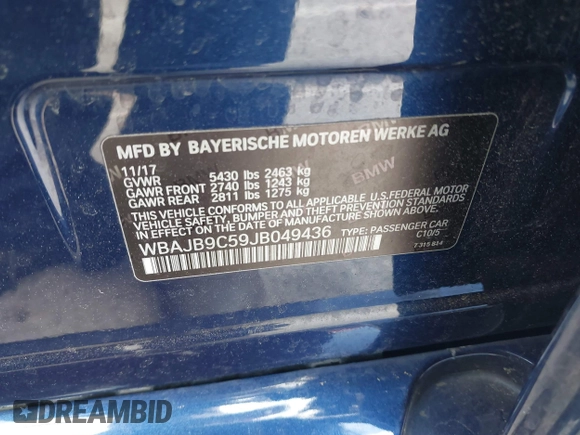 MFD BY BAYERISCHE MOTOREN WERKE AG
11/17
GVWR 5430 lbs 2463 kg
GAWR FRONT 2740 lbs 1243 kg
GAWR REAR 2811 lbs 1275 kg
THIS VEHICLE CONFORMS TO ALL APPLICABLE U.S.FEDERAL MOTOR
VEHICLE SAFETY, BUMPER AND THEFT PREVENTION STANDARDS
IN EFFECT ON THE DATE OF MANUFACTURE SHOWN ABOVE.
WBAJB9C59JB049436 TYPE: PASSENGER CAR
C10/5
7 315 834
BMW
DREAMBID